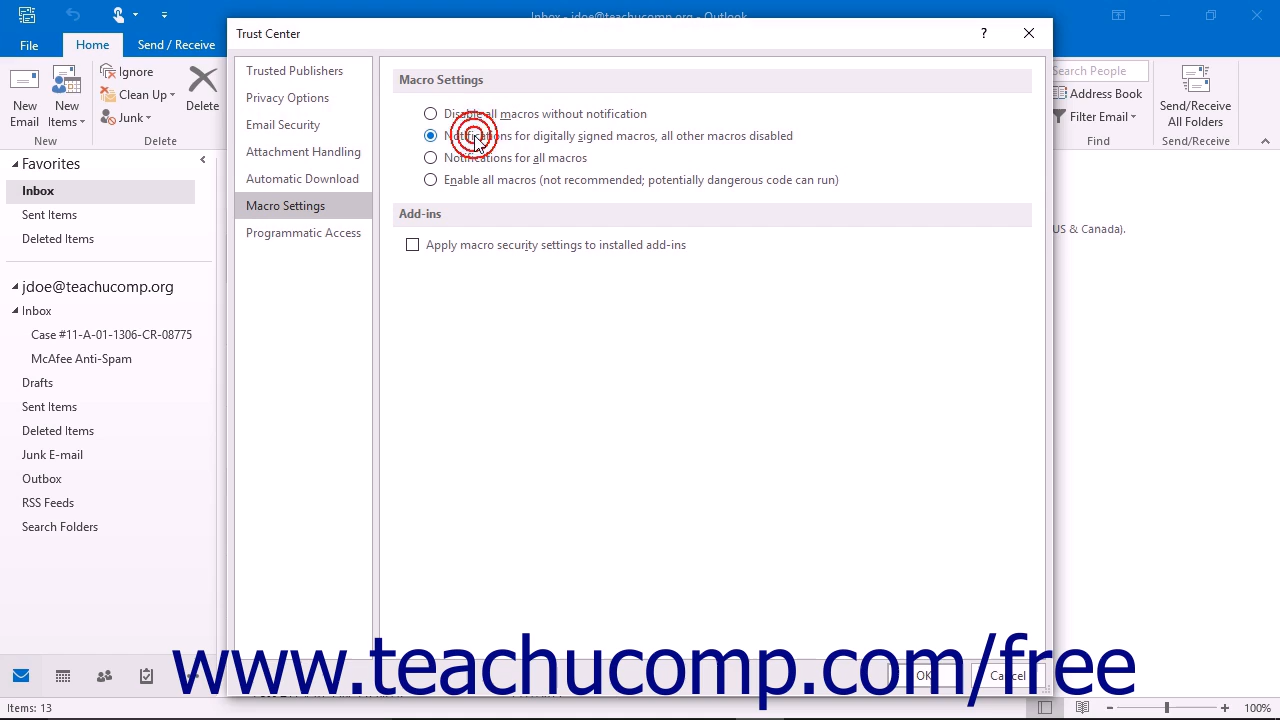 Inbox - jdoe@teachucomp.org - Outlook
File
Home
Send / Receive
New Email
New Items
New
Ignore
Clean Up
Junk
Delete
Delete
Search People
Address Book
Filter Email
Find
Send/Receive All Folders
Send/Receive
Favorites
Inbox
Sent Items
Deleted Items
jdoe@teachucomp.org
Inbox
Case #11-A-01-1306-CR-08775
McAfee Anti-Spam
Drafts
Sent Items
Deleted Items
Junk E-mail
Outbox
RSS Feeds
Search Folders
Trust Center
?
Trusted Publishers
Privacy Options
Email Security
Attachment Handling
Automatic Download
Macro Settings
Programmatic Access
Macro Settings
Disable all macros without notification
Notifications for digitally signed macros, all other macros disabled
Notifications for all macros
Enable all macros (not recommended; potentially dangerous code can run)
Add-ins
Apply macro security settings to installed add-ins
US & Canada).
OK
Cancel
www.teachucomp.com/free
Items: 13
100%